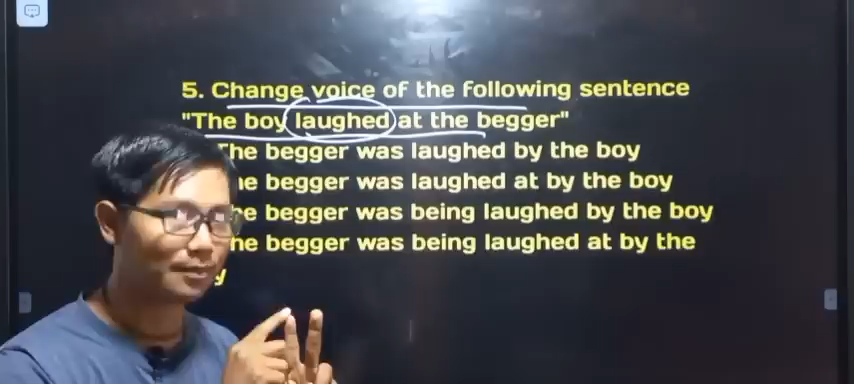 5. Change voice of the following sentence
"The boy laughed at the begger"
The begger was laughed by the boy
he begger was laughed at by the boy
he begger was being laughed by the boy
he begger was being laughed at by the
y